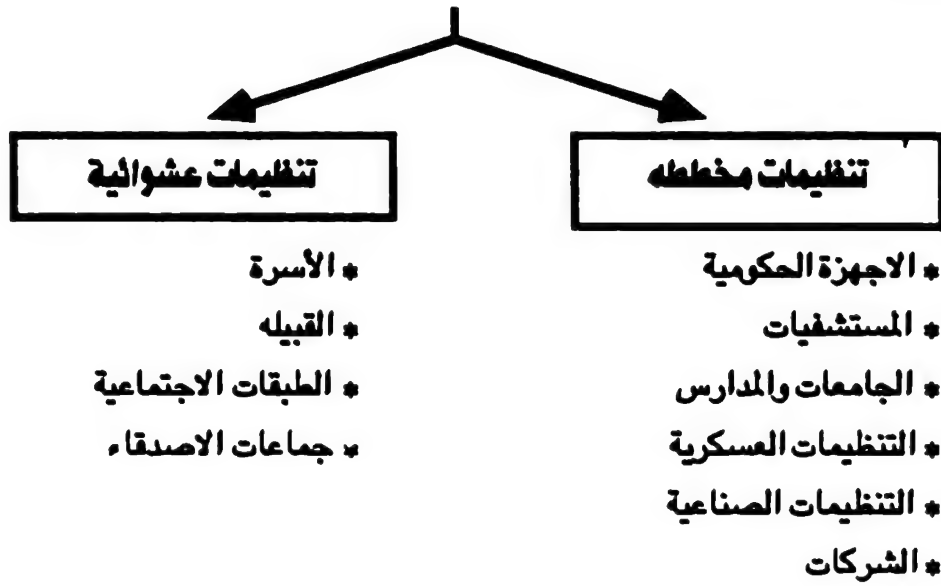 تنظيمات مخططه
* الاجهزة الحكومية
* المستشفيات
* الجامعات والمدارس
* التنظيمات العسكرية
* التنظيمات الصناعية
* الشركات
تنظيمات عشوائية
* الأسرة
* القبيله
* الطبقات الاجتماعية
* جماعات الاصدقاء